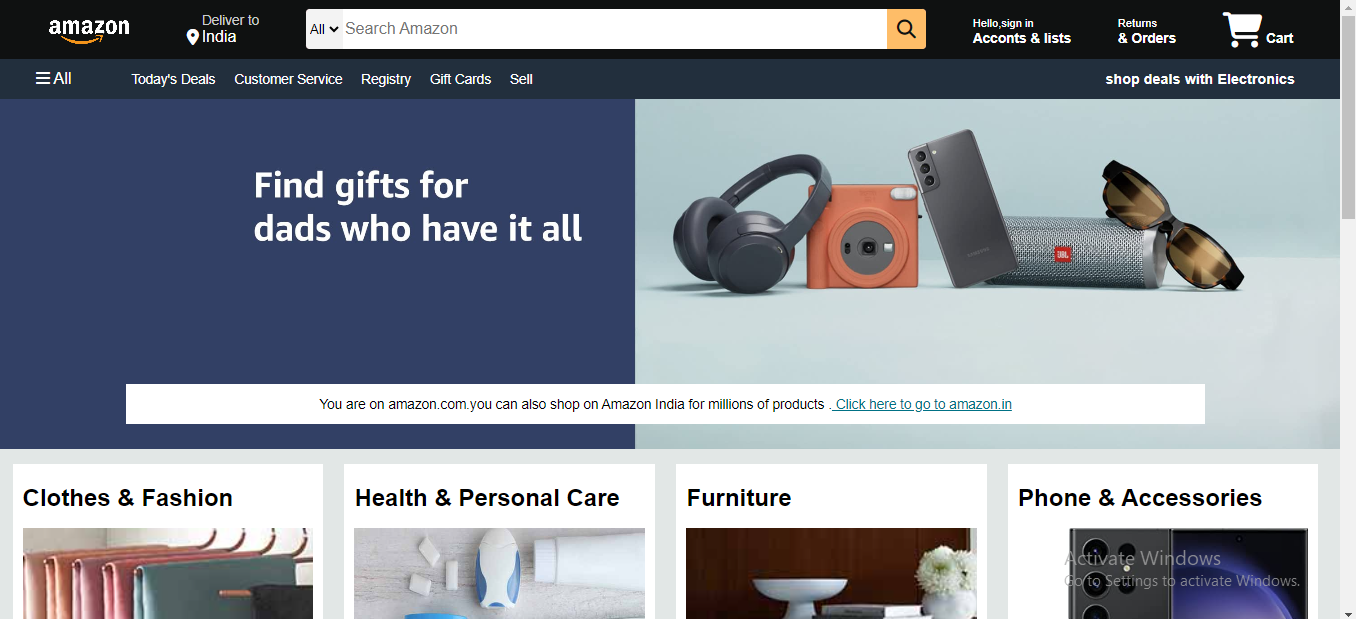 amazon
Deliver to
India
All
Search Amazon
Hello,sign in
Acconts & lists
Returns
& Orders
Cart
All
Today's Deals
Customer Service
Registry
Gift Cards
Sell
shop deals with Electronics
Find gifts for
dads who have it all
SAMSUNG
JBL
You are on amazon.com.you can also shop on Amazon India for millions of products . Click here to go to amazon.in
Clothes & Fashion
Health & Personal Care
Furniture
Phone & Accessories
Activate Windows
Go to Settings to activate Windows.